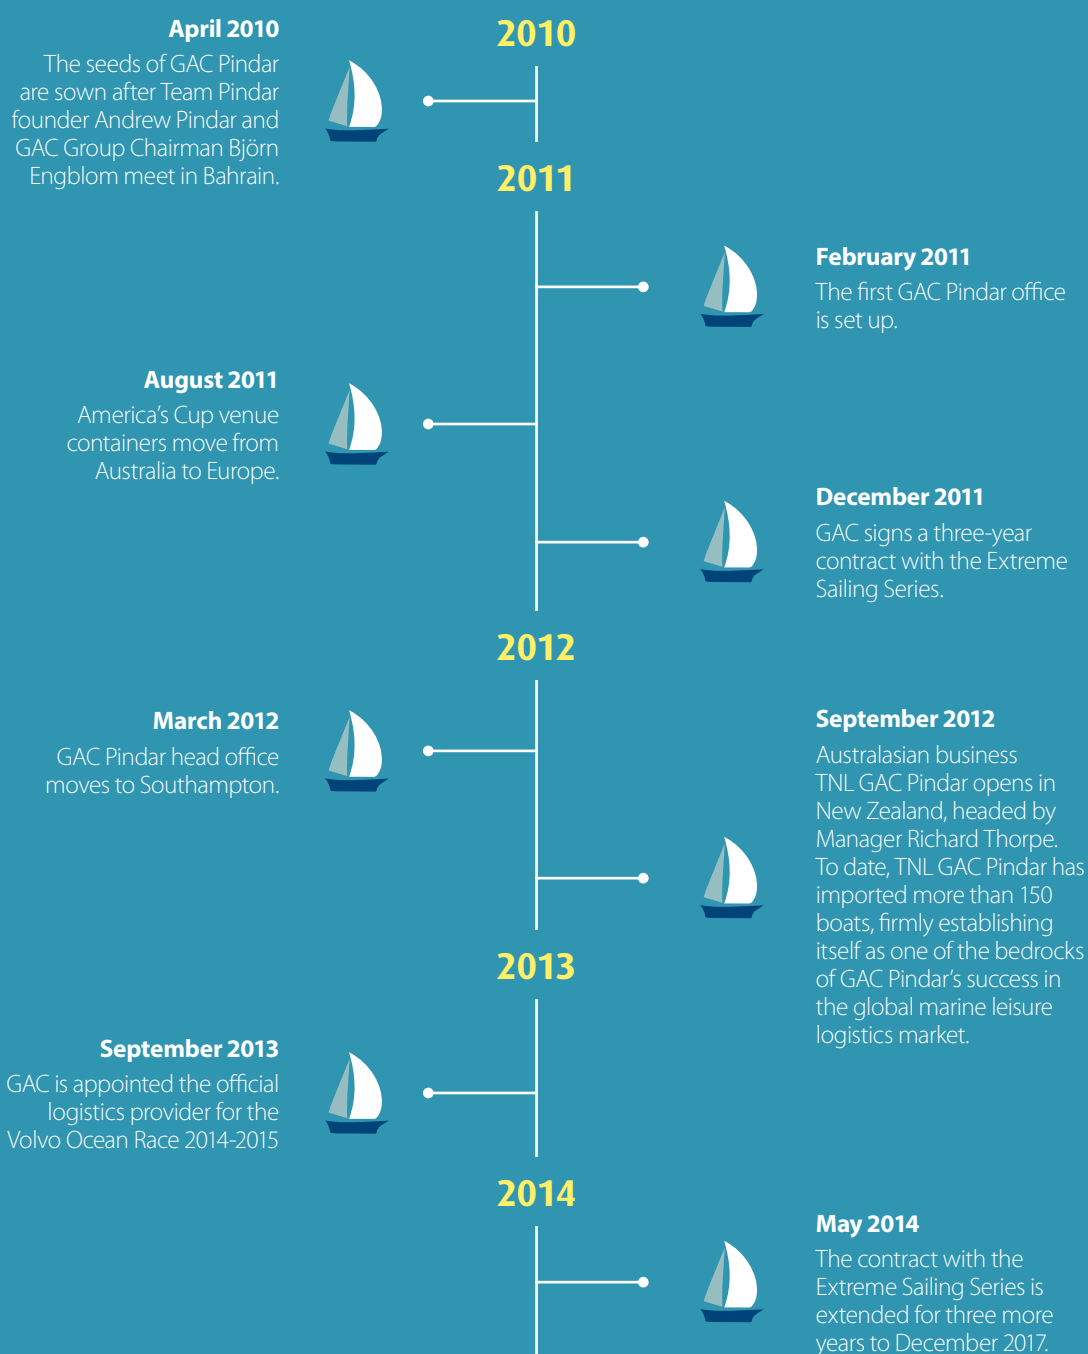 2010
April 2010
The seeds of GAC Pindar
are sown after Team Pindar
founder Andrew Pindar and
GAC Group Chairman Björn
Engblom meet in Bahrain.
2011
February 2011
The first GAC Pindar office
is set up.
August 2011
America’s Cup venue
containers move from
Australia to Europe.
December 2011
GAC signs a three-year
contract with the Extreme
Sailing Series.
2012
March 2012
GAC Pindar head office
moves to Southampton.
September 2012
Australasian business
TNL GAC Pindar opens in
New Zealand, headed by
Manager Richard Thorpe.
To date, TNL GAC Pindar has
imported more than 150
boats, firmly establishing
itself as one of the bedrocks
of GAC Pindar’s success in
the global marine leisure
logistics market.
2013
September 2013
GAC is appointed the official
logistics provider for the
Volvo Ocean Race 2014-2015
2014
May 2014
The contract with the
Extreme Sailing Series is
extended for three more
years to December 2017.